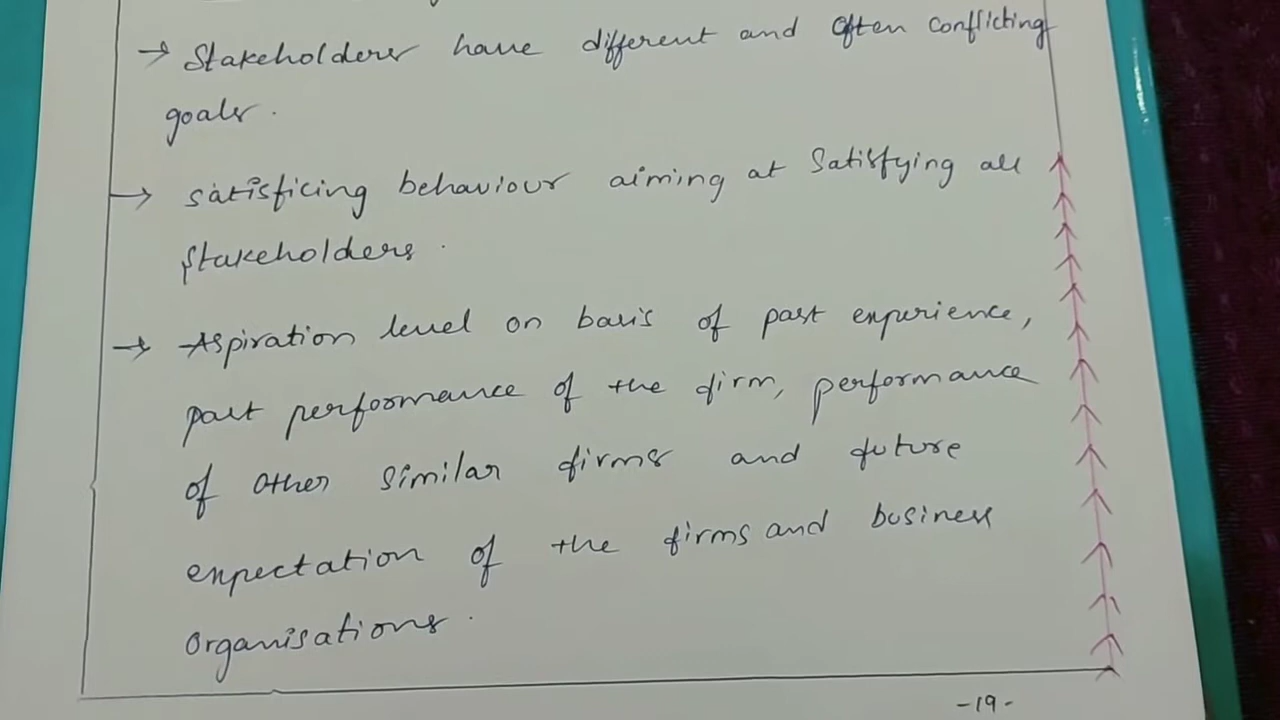 → Stakeholders have different and often conflicting
goals.
→ satisficing behaviour aiming at Satisfying all
stakeholders.
→ Aspiration level on basis of past experience,
past performance of the firm, performance
of other similar firms and future
expectation of the firms and business
organisations.
-19-